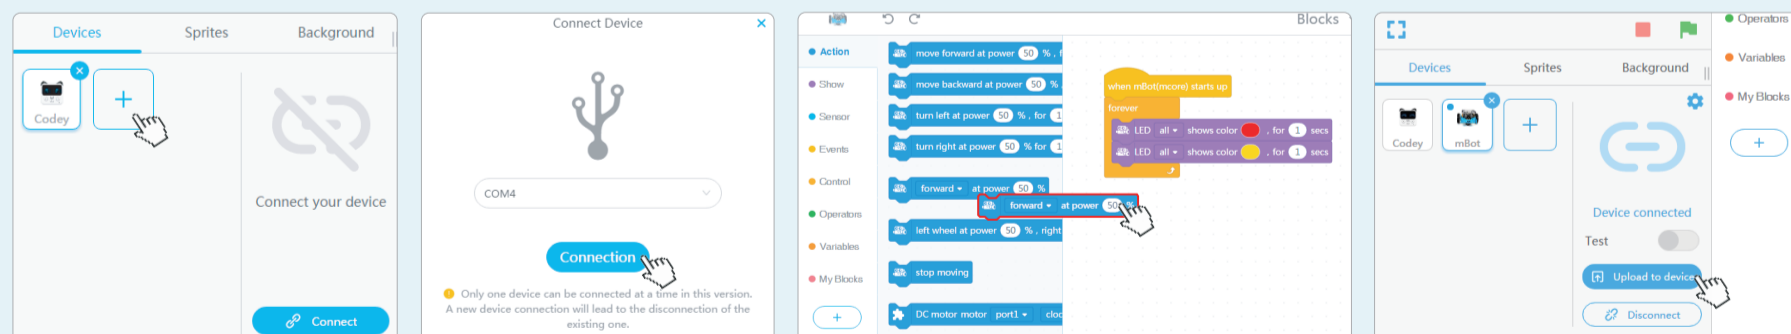 Devices Sprites Background
Codey
Connect your device
Connect
Connect Device
COM4
Connection
Only one device can be connected at a time in this version.
A new device connection will lead to the disconnection of the
existing one.
Blocks
Action
Show
Sensor
Events
Control
Operators
Variables
My Blocks
move forward at power 50 %, f
move backward at power 50 %
turn left at power 50 %, for 1
turn right at power 50 % for 1
forward at power 50 %
left wheel at power 50 %, right
stop moving
DC motor motor port1 cloc
when mBot(mcore) starts up
forever
LED all shows color , for 1 secs
LED all shows color , for 1 secs
forward at power 50 %
Devices Sprites Background
Codey mBot
Device connected
Test
Upload to device
Disconnect
Operators
Variables
My Blocks